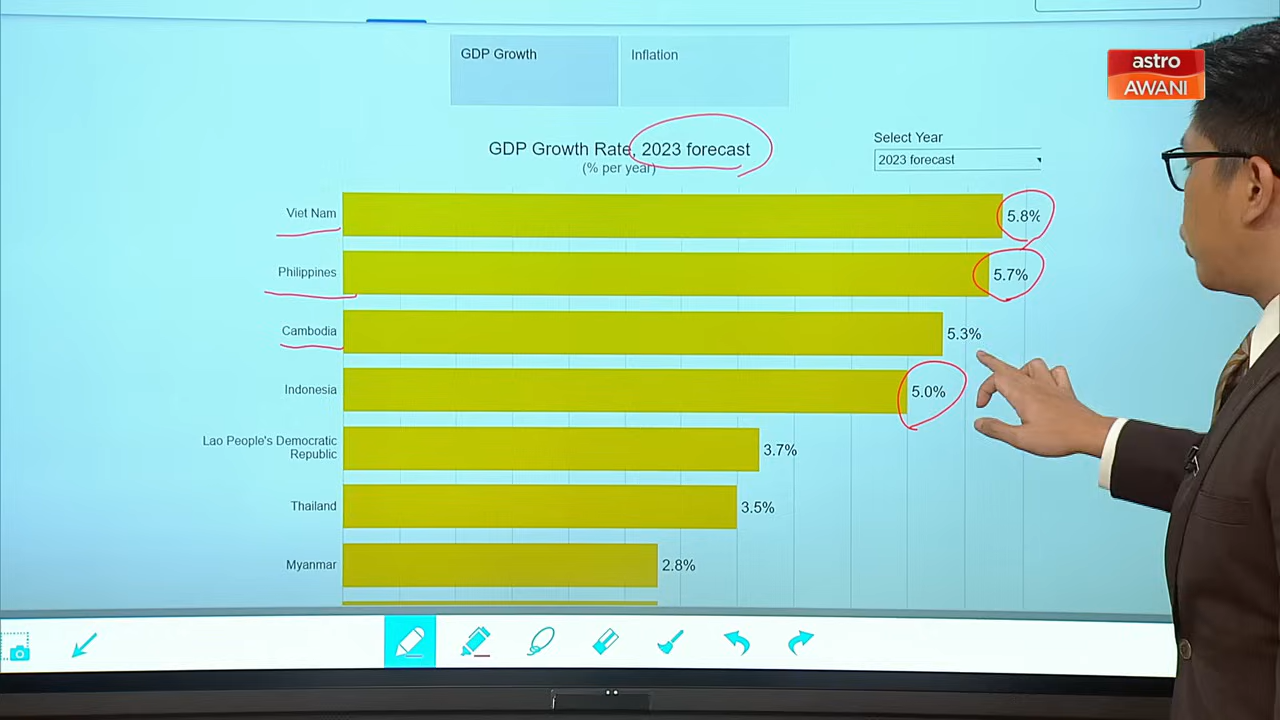 GDP Growth
Inflation
astro
AWANI
GDP Growth Rate, 2023 forecast
(% per year)
Select Year
2023 forecast
Viet Nam
5.8%
Philippines
5.7%
Cambodia
5.3%
Indonesia
5.0%
Lao People's Democratic
Republic
3.7%
Thailand
3.5%
Myanmar
2.8%